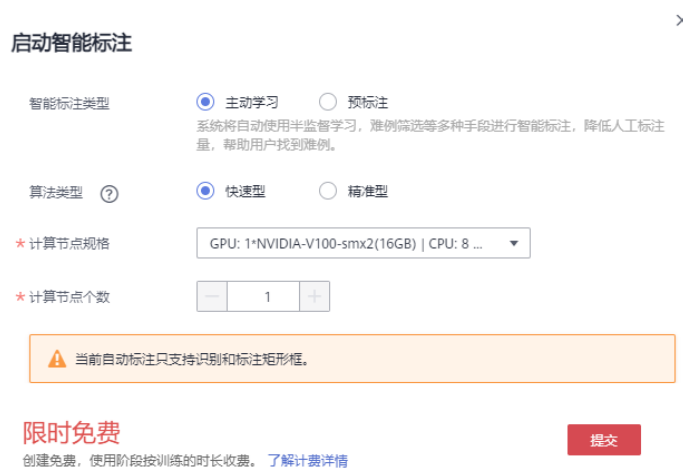 启动智能标注
智能标注类型 主动学习 预标注
系统将自动使用半监督学习，难例筛选等多种手段进行智能标注，降低人工标注
量，帮助用户找到难例。
算法类型 ? 快速型 精准型
* 计算节点规格 GPU: 1*NVIDIA-V100-smx2(16GB) | CPU: 8 ...
* 计算节点个数 — 1 +
当前自动标注只支持识别和标注矩形框。
限时免费
提交
创建免费，使用阶段按训练的时长收费。 了解计费详情